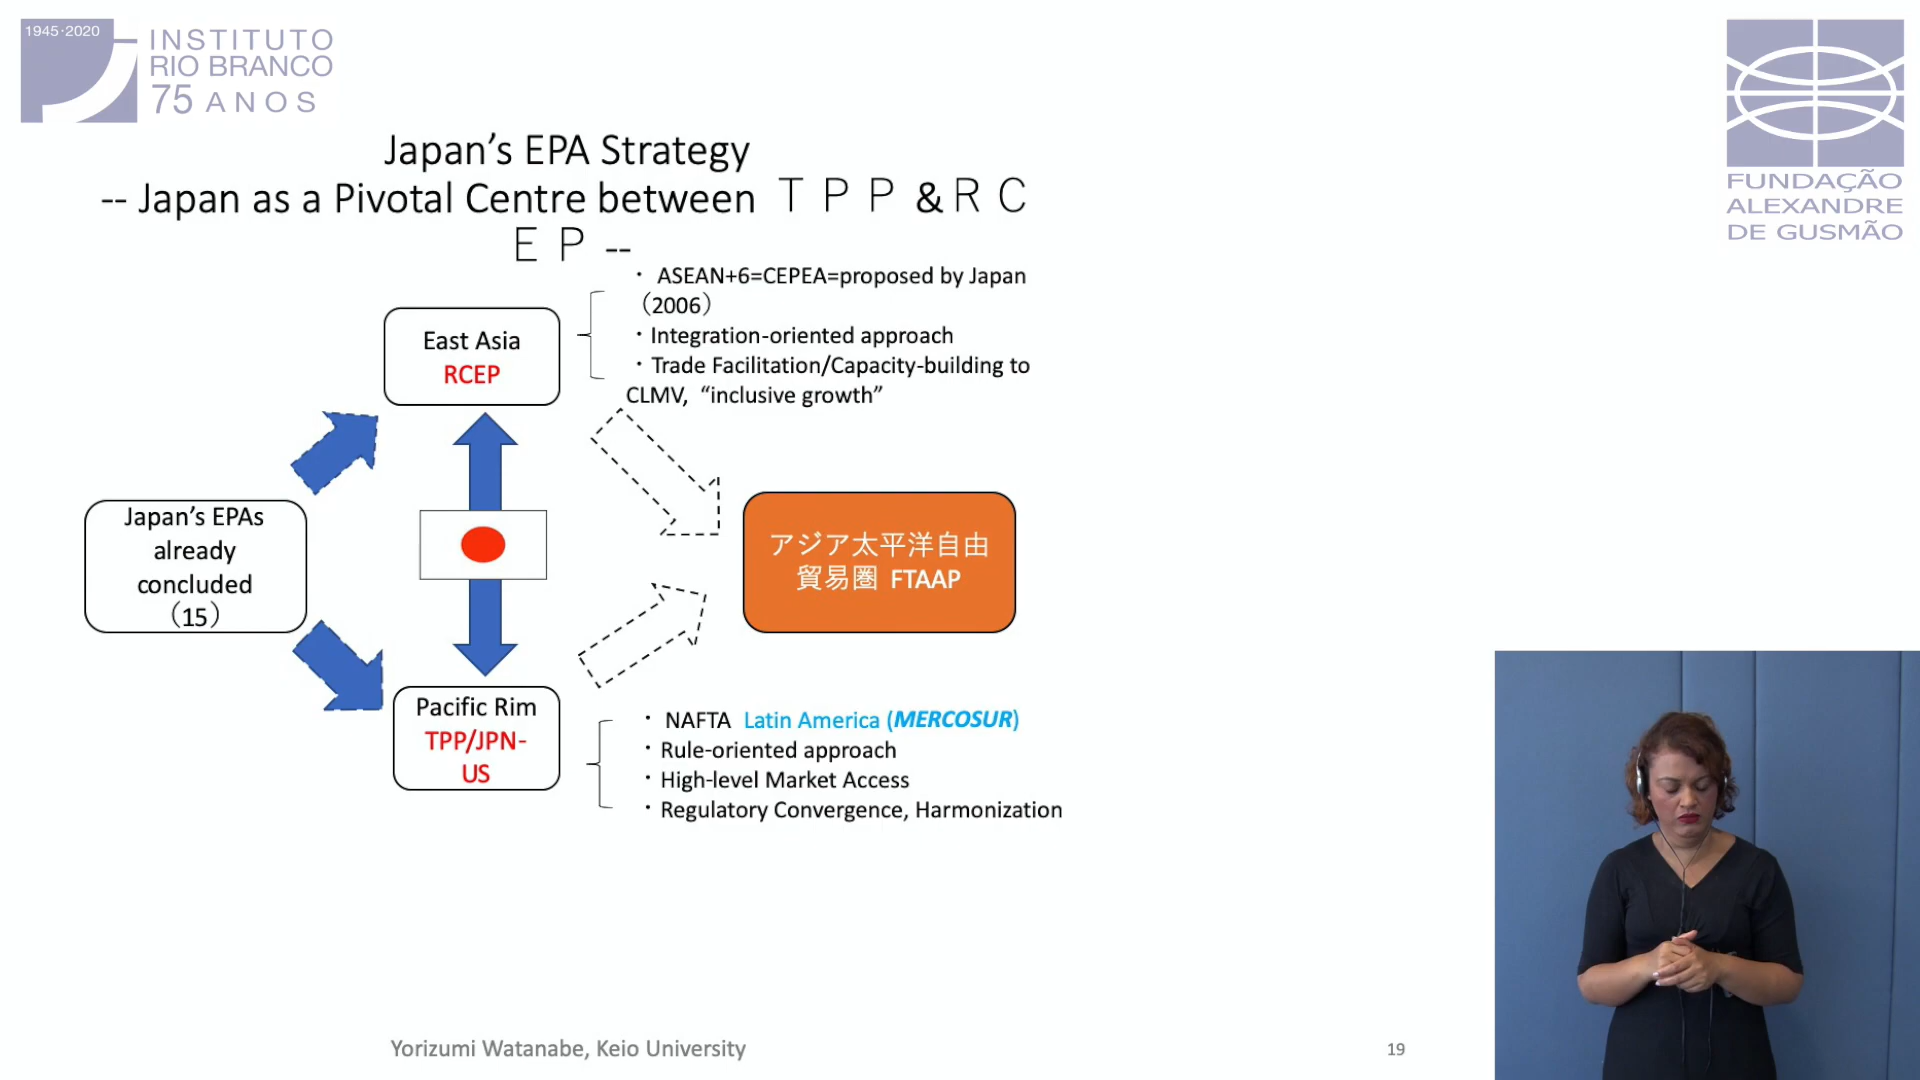 1945·2020
INSTITUTO
RIO BRANCO
75 ANOS
FUNDAÇÃO
ALEXANDRE
DE GUSMÃO
Japan’s EPA Strategy
-- Japan as a Pivotal Centre between ＴＰＰ＆ＲＣ
ＥＰ --
・ ASEAN+6=CEPEA=proposed by Japan
（2006）
・Integration-oriented approach
・Trade Facilitation/Capacity-building to
CLMV, “inclusive growth”
East Asia
RCEP
Japan’s EPAs
already
concluded
（15）
アジア太平洋自由
貿易圏 FTAAP
Pacific Rim
TPP/JPN-
US
・ NAFTA Latin America (MERCOSUR)
・Rule-oriented approach
・High-level Market Access
・Regulatory Convergence, Harmonization
Yorizumi Watanabe, Keio University
19